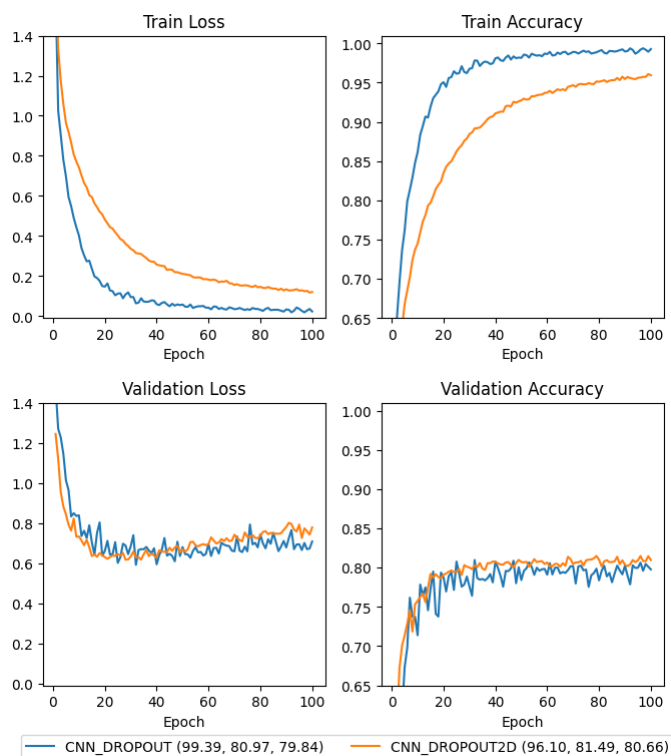 Train Loss
Train Accuracy
1.4
1.2
1.0
0.8
0.6
0.4
0.2
0.0
0 20 40 60 80 100
Epoch
1.00
0.95
0.90
0.85
0.80
0.75
0.70
0.65
0 20 40 60 80 100
Epoch
Validation Loss
Validation Accuracy
1.4
1.2
1.0
0.8
0.6
0.4
0.2
0.0
0 20 40 60 80 100
Epoch
1.00
0.95
0.90
0.85
0.80
0.75
0.70
0.65
0 20 40 60 80 100
Epoch
CNN_DROPOUT (99.39, 80.97, 79.84)
CNN_DROPOUT2D (96.10, 81.49, 80.66)